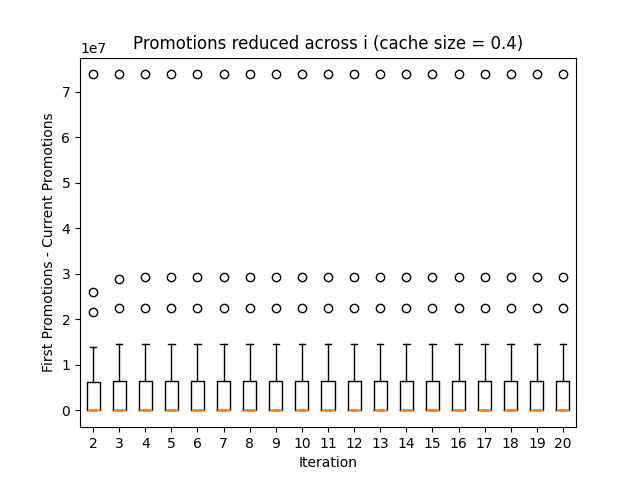 Promotions reduced across i (cache size = 0.4)
1e7
7
6
5
4
3
2
1
0
First Promotions - Current Promotions
2 3 4 5 6 7 8 9 10 11 12 13 14 15 16 17 18 19 20
Iteration